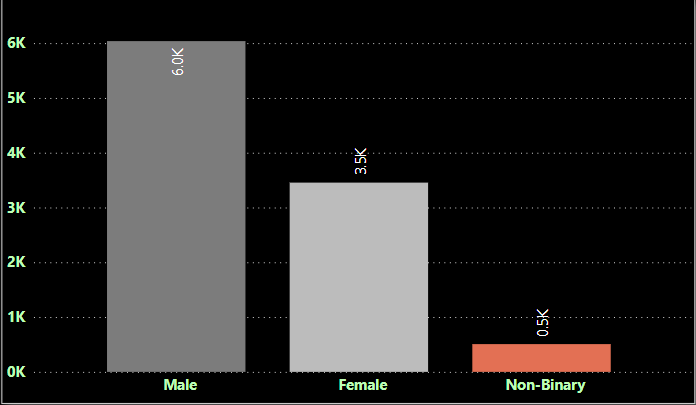 6K
5K
4K
3K
2K
1K
0K
6.0K
3.5K
0.5K
Male
Female
Non-Binary